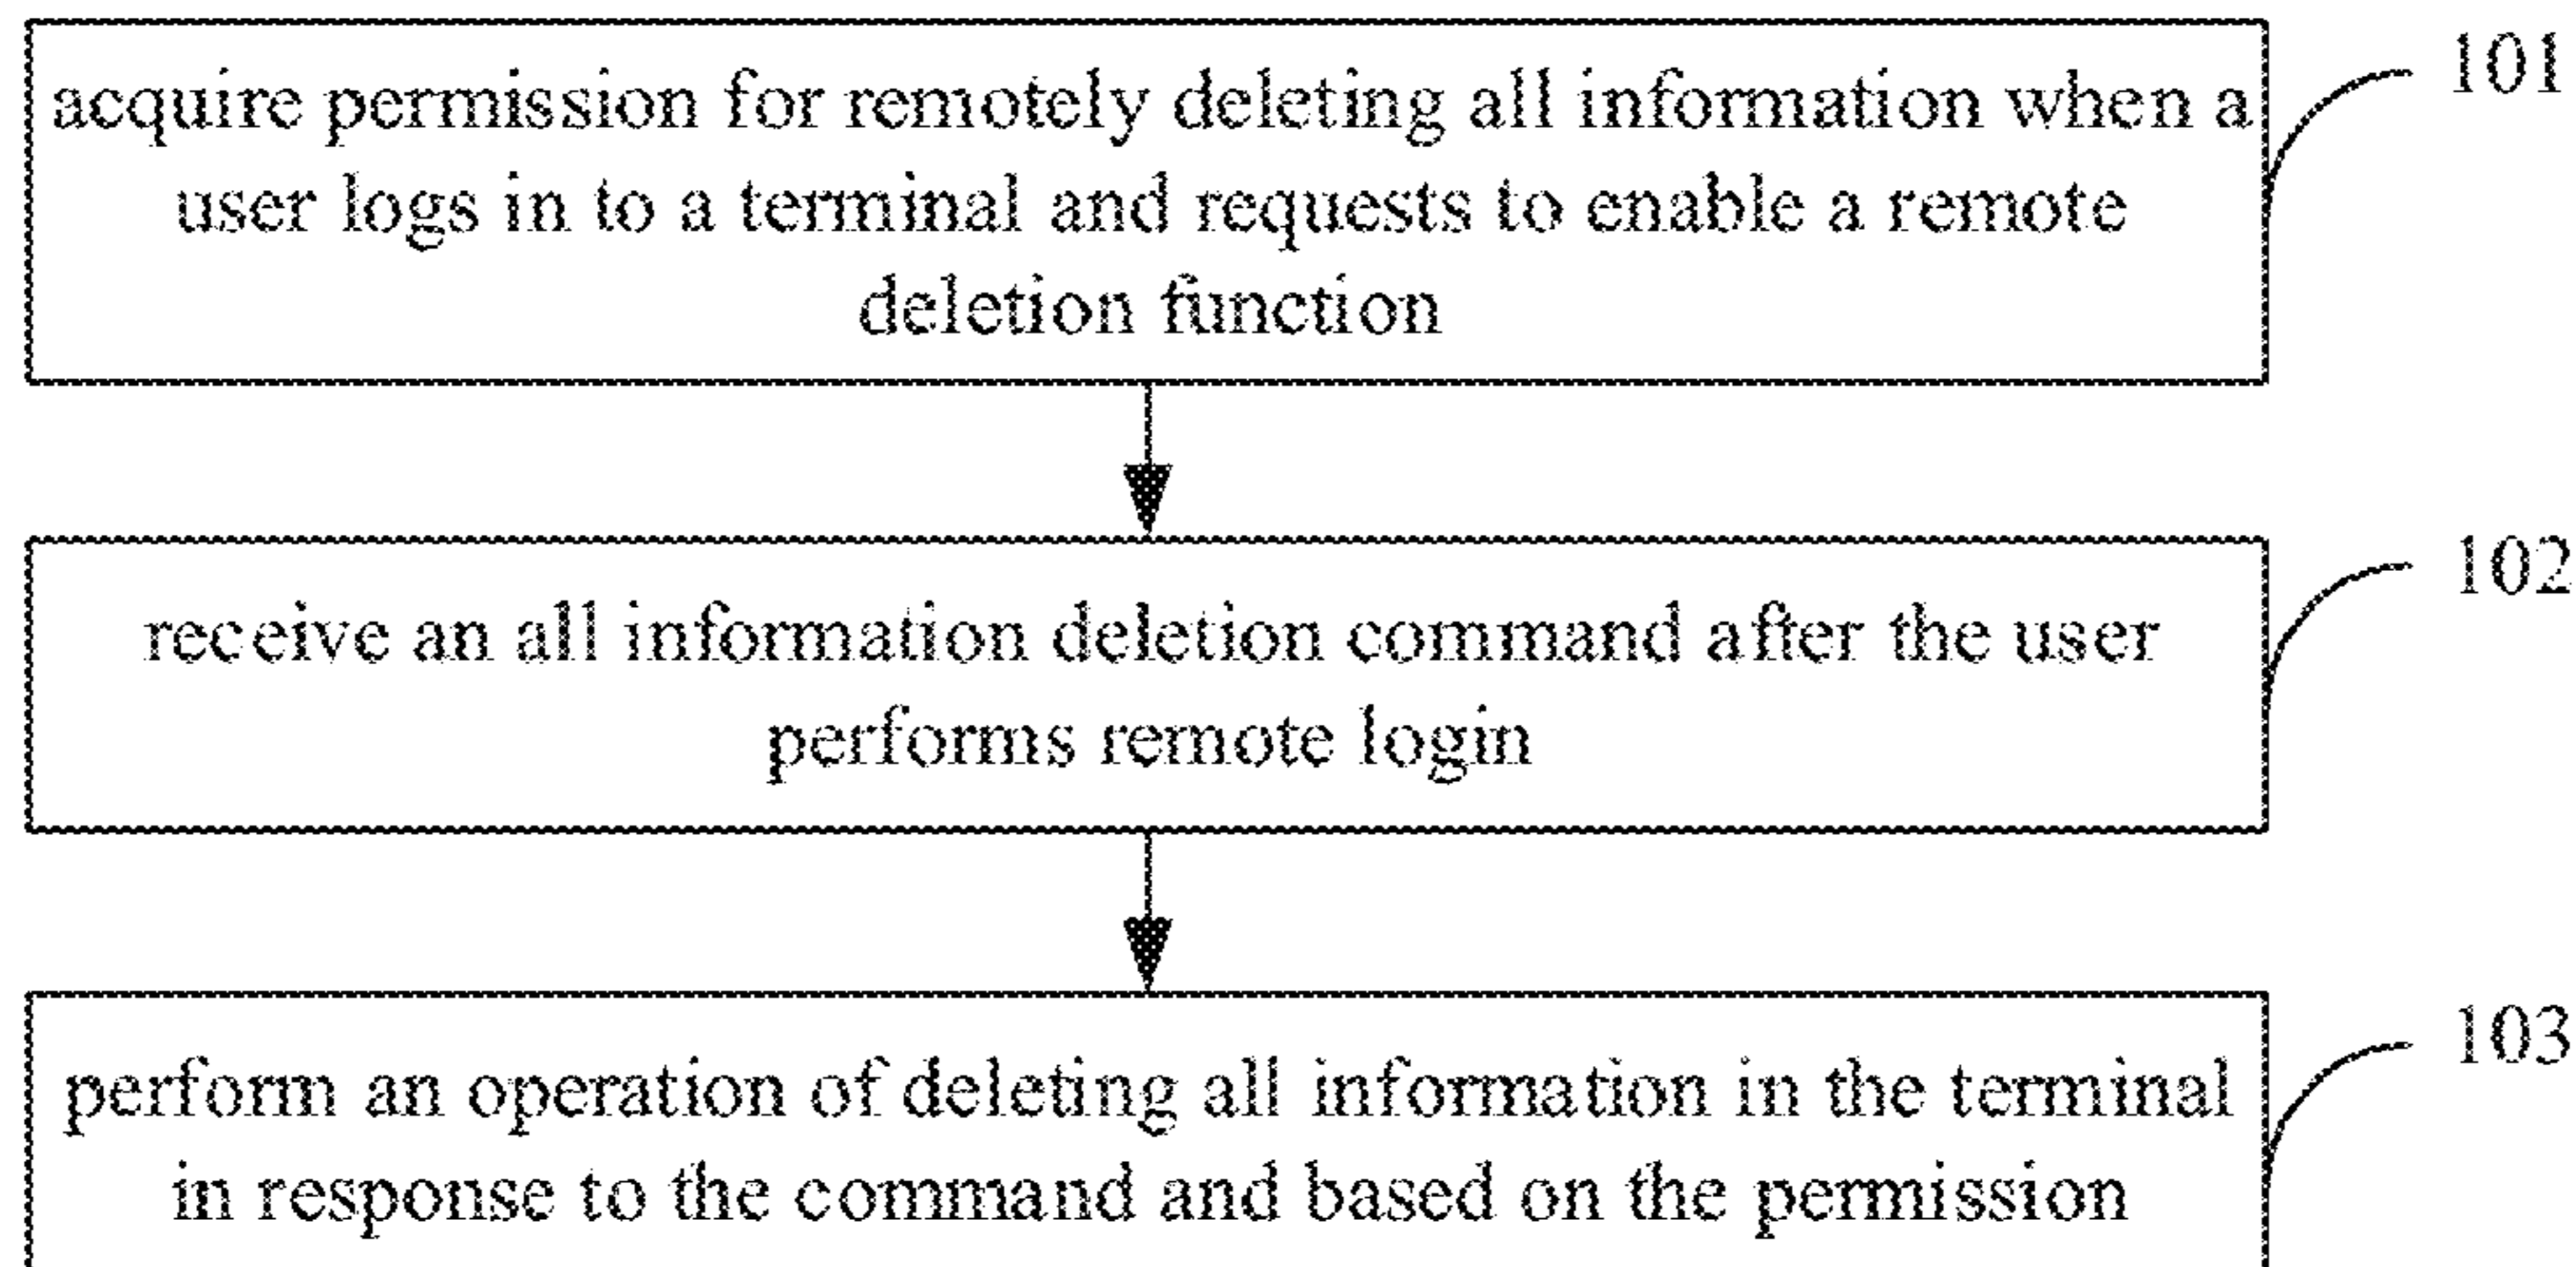 acquire permission for remotely deleting all information when a
user logs in to a terminal and requests to enable a remote
deletion function
101
receive an all information deletion command after the user
performs remote login
102
perform an operation of deleting all information in the terminal
in response to the command and based on the permission
103